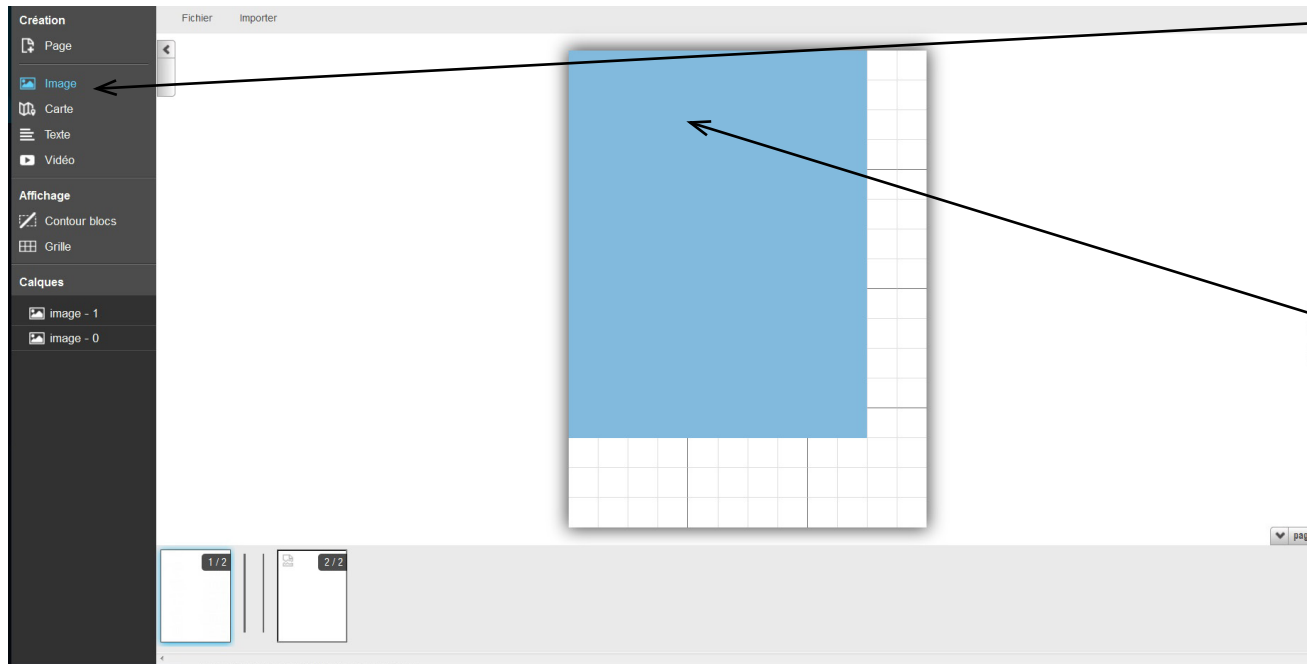 Création
Fichier Importer
Page
Image
Carte
Texte
Vidéo
Affichage
Contour blocs
Grille
Calques
image - 1
image - 0
pag
1 / 2
2 / 2